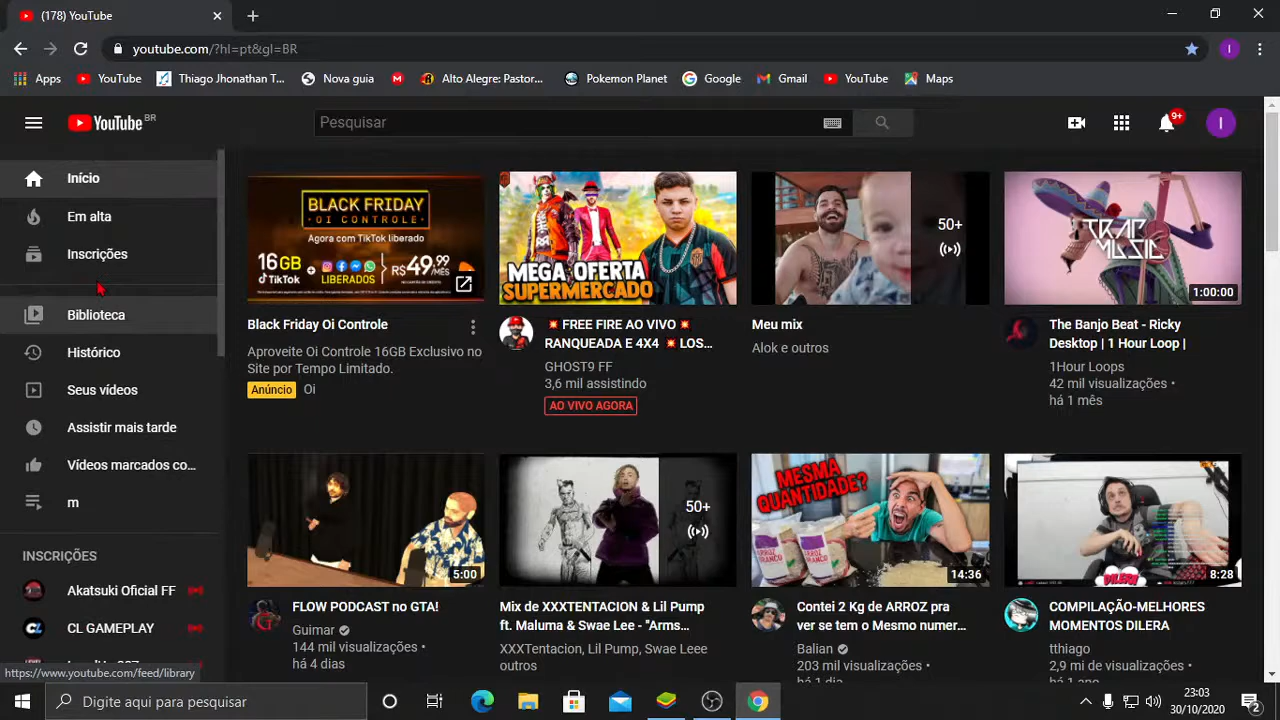 (178) YouTube
youtube.com/?hl=pt&gl=BR
Apps
YouTube
Thiago Jhonathan T...
Nova guia
Alto Alegre: Pastor...
Pokemon Planet
Google
Gmail
YouTube
Maps
YouTube BR
Pesquisar
9+
I
Início
Em alta
Inscrições
Biblioteca
Histórico
Seus vídeos
Assistir mais tarde
Vídeos marcados co...
m
INSCRIÇÕES
Akatsuki Oficial FF
CL GAMEPLAY
BLACK FRIDAY
OI CONTROLE
Agora com TikTok liberado
16GB
TikTok
LIBERADOS
R$49,99
/MÊS
Black Friday Oi Controle
Aproveite Oi Controle 16GB Exclusivo no
Site por Tempo Limitado.
Anúncio Oi
MEGA OFERTA
SUPERMERCADO
💥 FREE FIRE AO VIVO 💥
RANQUEADA E 4X4 💥 LOS...
GHOST9 FF
3,6 mil assistindo
AO VIVO AGORA
50+
Meu mix
Alok e outros
TRAP
MUSIC
1:00:00
The Banjo Beat - Ricky
Desktop | 1 Hour Loop |
1Hour Loops
42 mil visualizações •
há 1 mês
5:00
FLOW PODCAST no GTA!
Guimar
144 mil visualizações •
há 4 dias
50+
Mix de XXXTENTACION & Lil Pump
ft. Maluma & Swae Lee - "Arms...
XXXTentacion, Lil Pump, Swae Leee
outros
MESMA
QUANTIDADE?
ARROZ
BRANCO
14:36
Contei 2 Kg de ARROZ pra
ver se tem o Mesmo numer...
Balian
203 mil visualizações •
há 1 dia
DILERA
8:28
COMPILAÇÃO-MELHORES
MOMENTOS DILERA
tthiago
2,9 mi de visualizações •
há 1 ano
https://www.youtube.com/feed/library
Digite aqui para pesquisar
23:03
30/10/2020
2